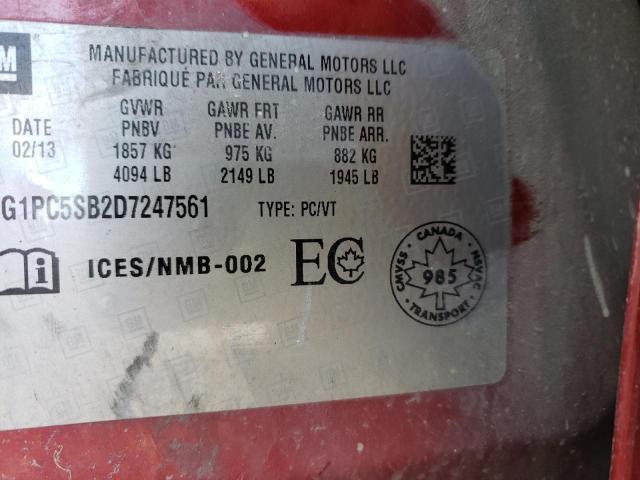 GM
MANUFACTURED BY GENERAL MOTORS LLC
FABRIQUÉ PAR GENERAL MOTORS LLC
GVWR GAWR FRT GAWR RR
DATE PNBV PNBE AV. PNBE ARR.
02/13 1857 KG 975 KG 882 KG
4094 LB 2149 LB 1945 LB
G1PC5SB2D7247561 TYPE: PC/VT
i ICES/NMB-002 EC
CANADA
CMVSS 985 NSVAC
TRANSPORT